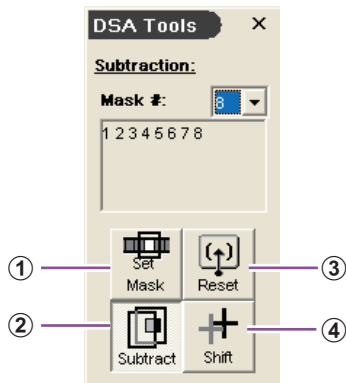 DSA Tools ×
Subtraction:
Mask #: 8
1 2 3 4 5 6 7 8
① Set Mask
③ Reset
② Subtract
④ Shift